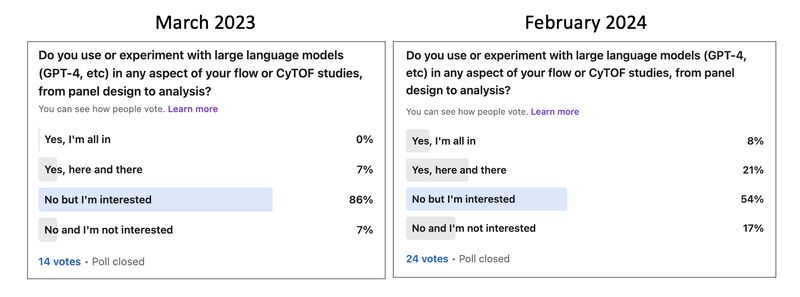 March 2023
Do you use or experiment with large language models
(GPT-4, etc) in any aspect of your flow or CyTOF studies,
from panel design to analysis?
You can see how people vote. Learn more
Yes, I'm all in 0%
Yes, here and there 7%
No but I'm interested 86%
No and I'm not interested 7%
14 votes • Poll closed
February 2024
Do you use or experiment with large language models (GPT-4,
etc) in any aspect of your flow or CyTOF studies, from panel
design to analysis?
You can see how people vote. Learn more
Yes, I'm all in 8%
Yes, here and there 21%
No but I'm interested 54%
No and I'm not interested 17%
24 votes • Poll closed